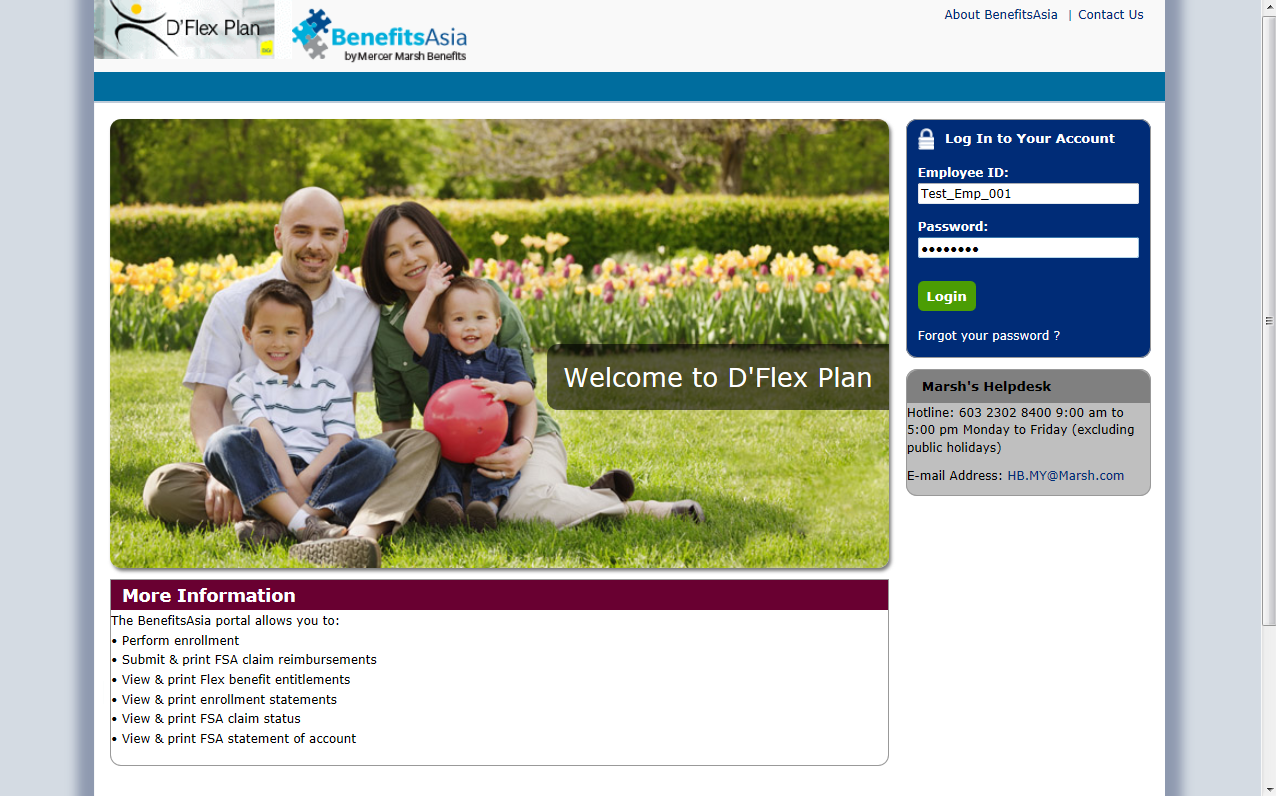 D'Flex Plan
BenefitsAsia
by Mercer Marsh Benefits
About BenefitsAsia | Contact Us
Log In to Your Account
Employee ID:
Test_Emp_001
Password:
••••••••
Login
Forgot your password ?
Welcome to D'Flex Plan
Marsh's Helpdesk
Hotline: 603 2302 8400 9:00 am to
5:00 pm Monday to Friday (excluding
public holidays)
E-mail Address: HB.MY@Marsh.com
More Information
The BenefitsAsia portal allows you to:
• Perform enrollment
• Submit & print FSA claim reimbursements
• View & print Flex benefit entitlements
• View & print enrollment statements
• View & print FSA claim status
• View & print FSA statement of account